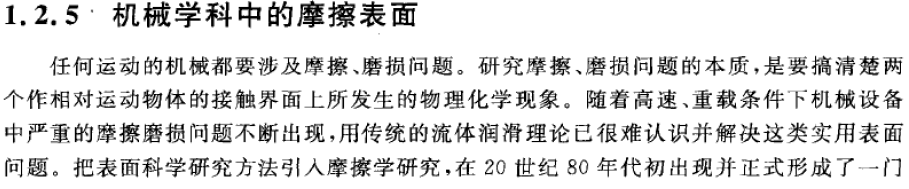 1.2.5 机械学科中的摩擦表面
任何运动的机械都要涉及摩擦、磨损问题。研究摩擦、磨损问题的本质,是要搞清楚两
个作相对运动物体的接触界面上所发生的物理化学现象。随着高速、重载条件下机械设备
中严重的摩擦磨损问题不断出现,用传统的流体润滑理论已很难认识并解决这类实用表面
问题。把表面科学研究方法引入摩擦学研究,在 20 世纪 80 年代初出现并正式形成了一门